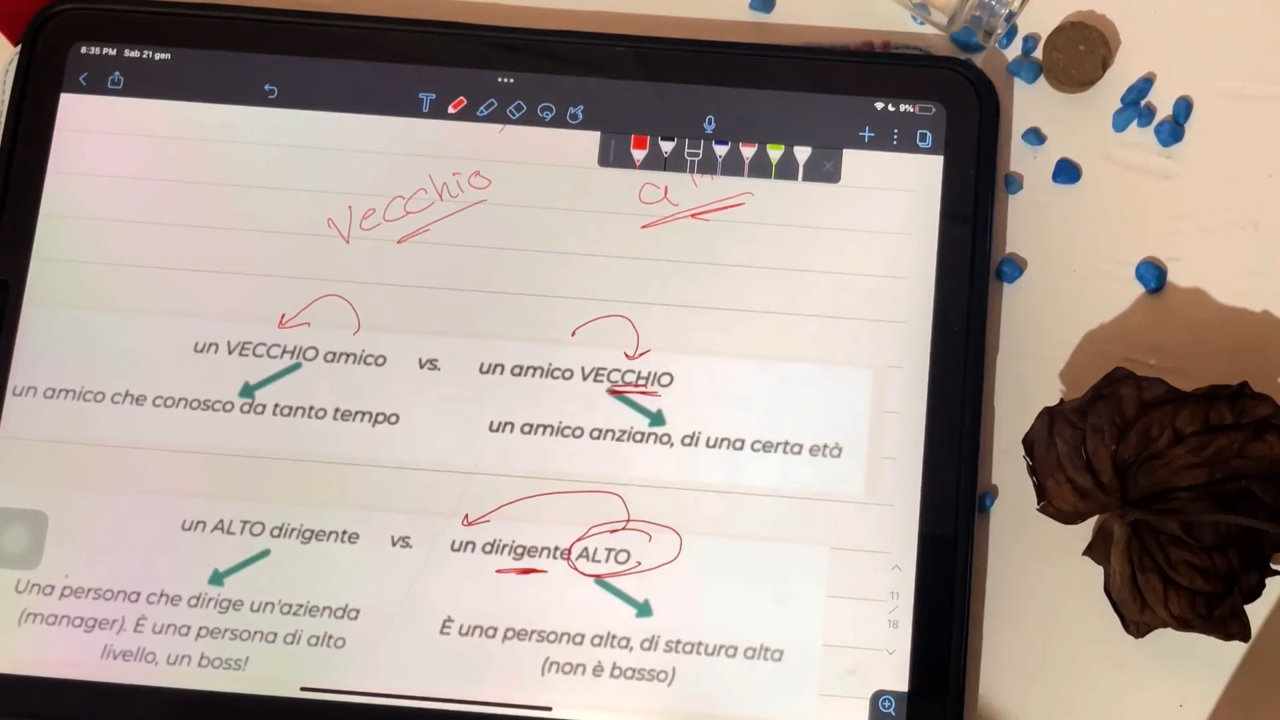 8:35 PM Sab 21 gen
9%
vecchio
un VECCHIO amico vs. un amico VECCHIO
un amico che conosco da tanto tempo
un amico anziano, di una certa età
un ALTO dirigente vs. un dirigente ALTO
Una persona che dirige un'azienda
(manager). È una persona di alto
livello, un boss!
È una persona alta, di statura alta
(non è basso)
11
/
18